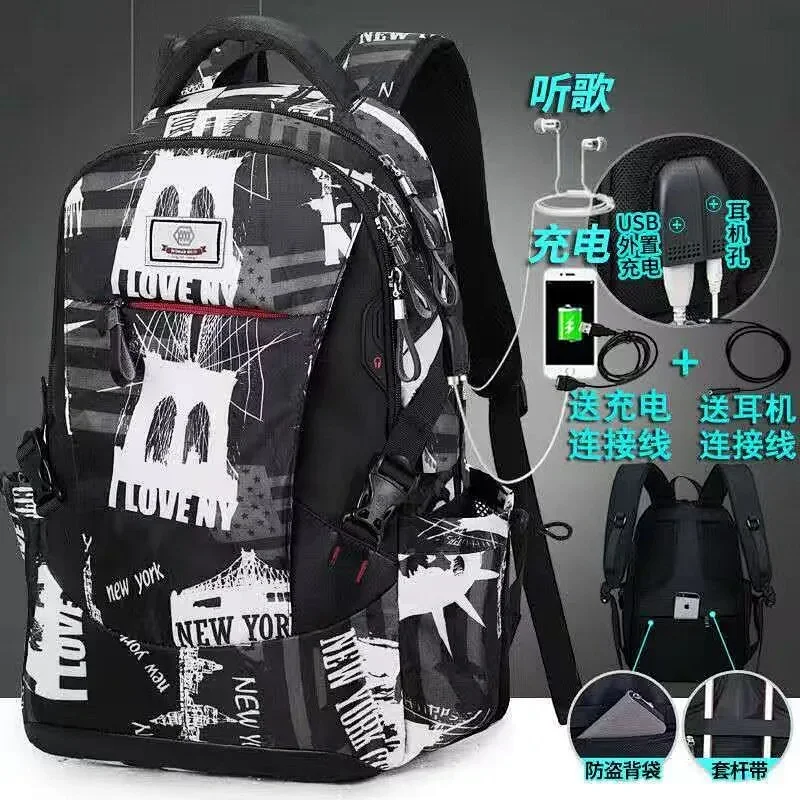 NEW YORK
听歌
充电
USB
外置
充电
耳机孔
+
送充电
连接线
送耳机
连接线
I LOVE NY
I LOVE NY
new york
NEW YOR
new york
NEW
NEW YORK
LOVE
防盗背袋
套杆带